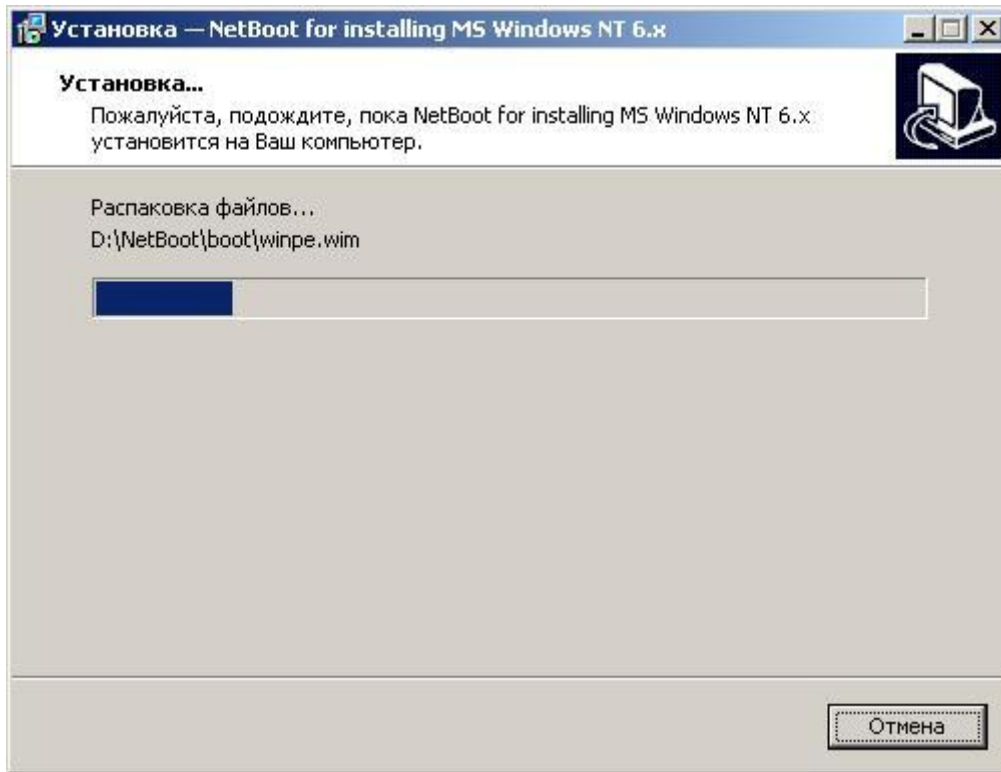 Установка — NetBoot for installing MS Windows NT 6.x
Установка...
Пожалуйста, подождите, пока NetBoot for installing MS Windows NT 6.x
установится на Ваш компьютер.
Распаковка файлов...
D:\NetBoot\boot\winpe.wim
Отмена